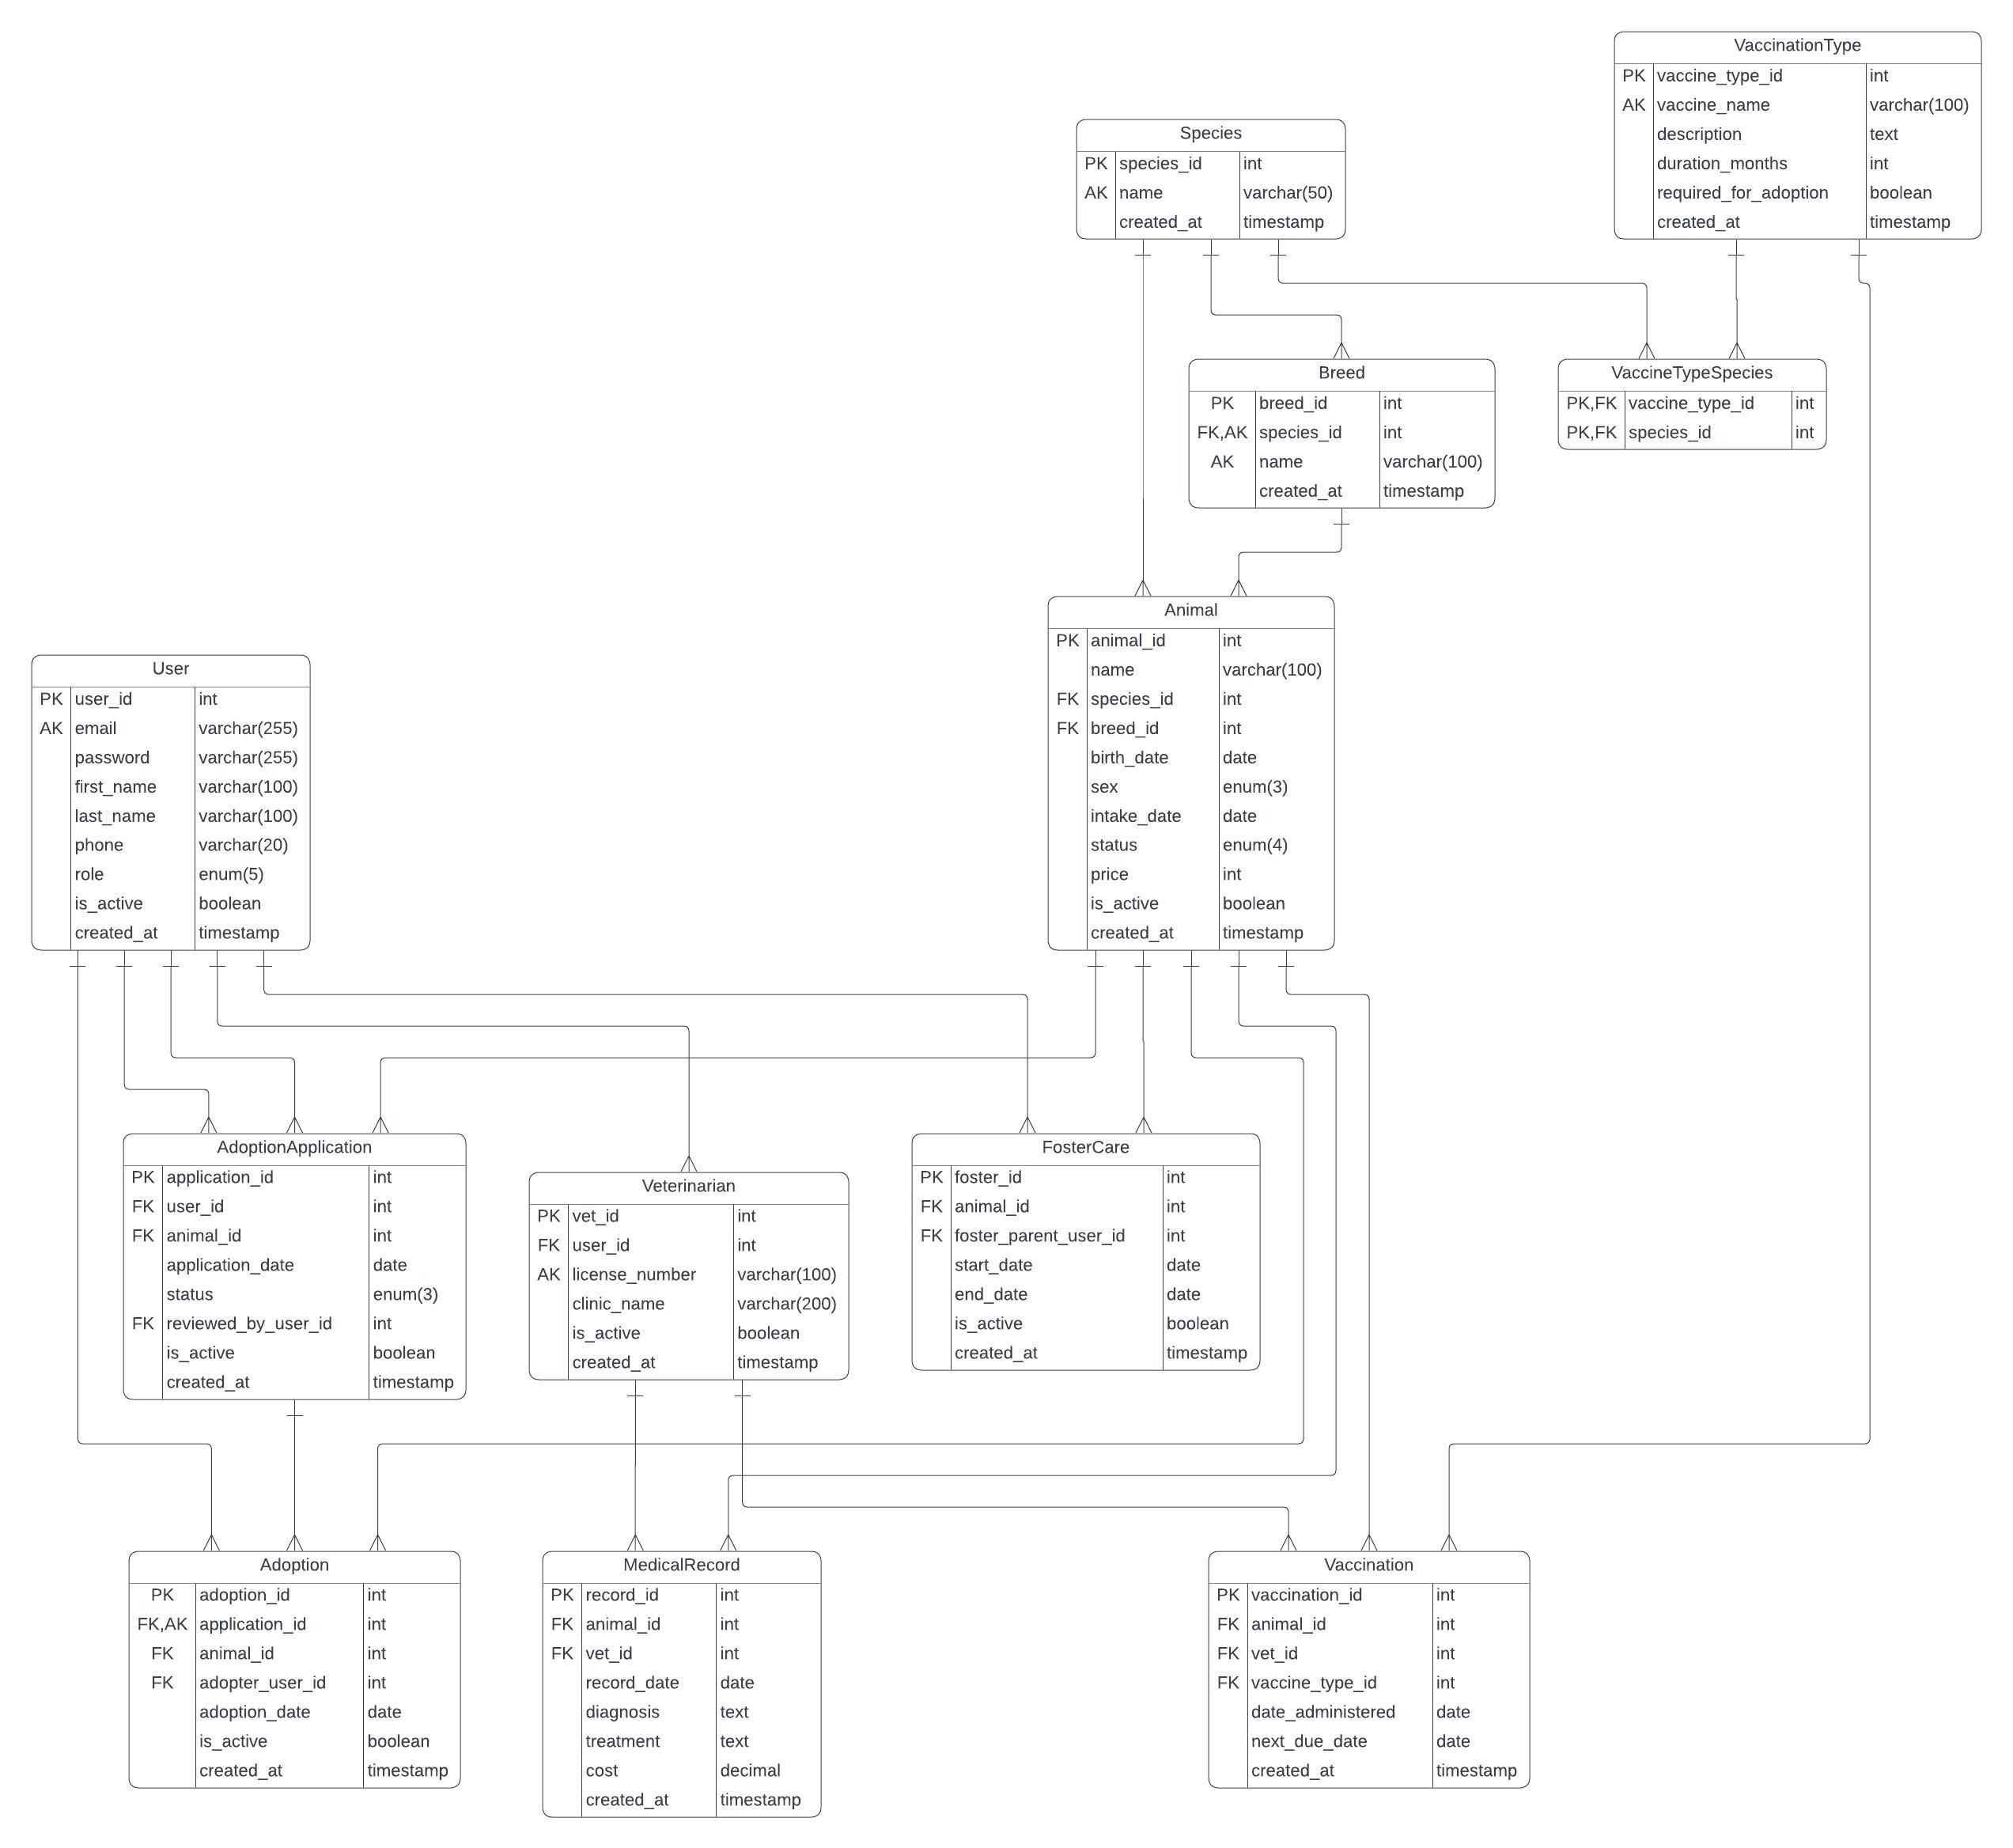 VaccinationType
PK vaccine_type_id int
AK vaccine_name varchar(100)
description text
duration_months int
required_for_adoption boolean
created_at timestamp
Species
PK species_id int
AK name varchar(50)
created_at timestamp
Breed
PK breed_id int
FK,AK species_id int
AK name varchar(100)
created_at timestamp
VaccineTypeSpecies
PK,FK vaccine_type_id int
PK,FK species_id int
Animal
PK animal_id int
name varchar(100)
FK species_id int
FK breed_id int
birth_date date
sex enum(3)
intake_date date
status enum(4)
price int
is_active boolean
created_at timestamp
User
PK user_id int
AK email varchar(255)
password varchar(255)
first_name varchar(100)
last_name varchar(100)
phone varchar(20)
role enum(5)
is_active boolean
created_at timestamp
AdoptionApplication
PK application_id int
FK user_id int
FK animal_id int
application_date date
status enum(3)
FK reviewed_by_user_id int
is_active boolean
created_at timestamp
Veterinarian
PK vet_id int
FK user_id int
AK license_number varchar(100)
clinic_name varchar(200)
is_active boolean
created_at timestamp
FosterCare
PK foster_id int
FK animal_id int
FK foster_parent_user_id int
start_date date
end_date date
is_active boolean
created_at timestamp
Adoption
PK adoption_id int
FK,AK application_id int
FK animal_id int
FK adopter_user_id int
adoption_date date
is_active boolean
created_at timestamp
MedicalRecord
PK record_id int
FK animal_id int
FK vet_id int
record_date date
diagnosis text
treatment text
cost decimal
created_at timestamp
Vaccination
PK vaccination_id int
FK animal_id int
FK vet_id int
FK vaccine_type_id int
date_administered date
next_due_date date
created_at timestamp